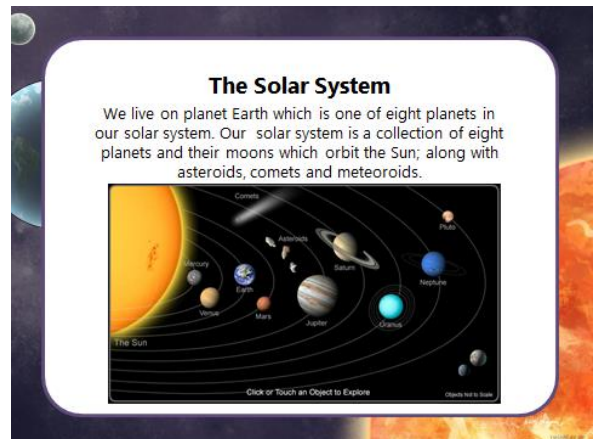 The Solar System
We live on planet Earth which is one of eight planets in
our solar system. Our solar system is a collection of eight
planets and their moons which orbit the Sun; along with
asteroids, comets and meteoroids.
Comets
Pluto
Asteroids
Saturn
Mercury
Neptune
Earth
Venus
Mars
Jupiter
Uranus
The Sun
Click or Touch an Object to Explore
Objects Not to Scale